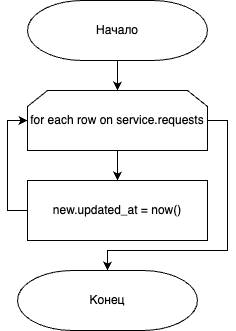 Начало
for each row on service.requests
new.updated_at = now()
Конец